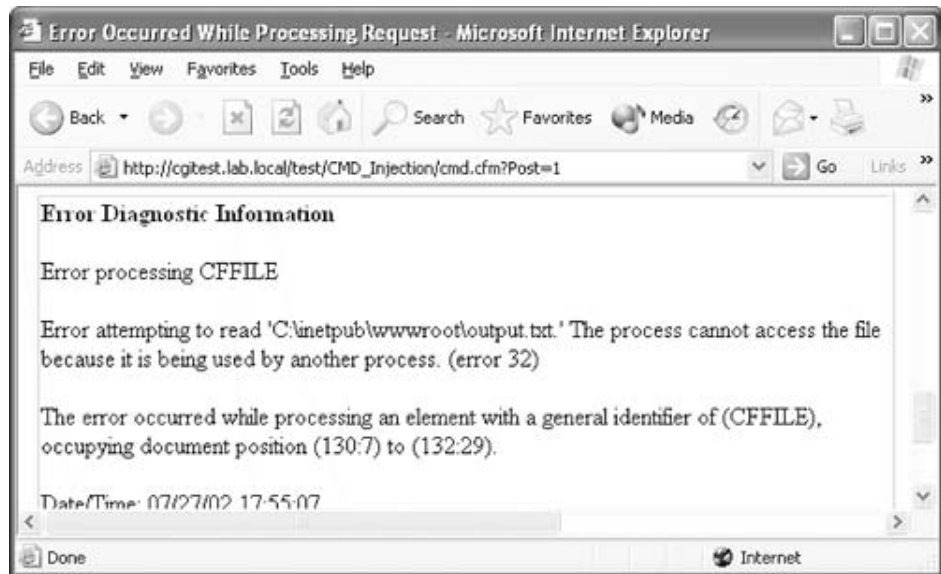 Error Occurred While Processing Request - Microsoft Internet Explorer
File Edit View Favorites Tools Help
Back Search Favorites Media »
Address http://cgitest.lab.local/test/CMD_Injection/cmd.cfm?Post=1 Go Links »
Error Diagnostic Information
Error processing CFFILE
Error attempting to read 'C:\inetpub\wwwroot\output.txt.' The process cannot access the file
because it is being used by another process. (error 32)
The error occurred while processing an element with a general identifier of (CFFILE),
occupying document position (130:7) to (132:29).
Date/Time: 07/27/02 17:55:07
Done Internet